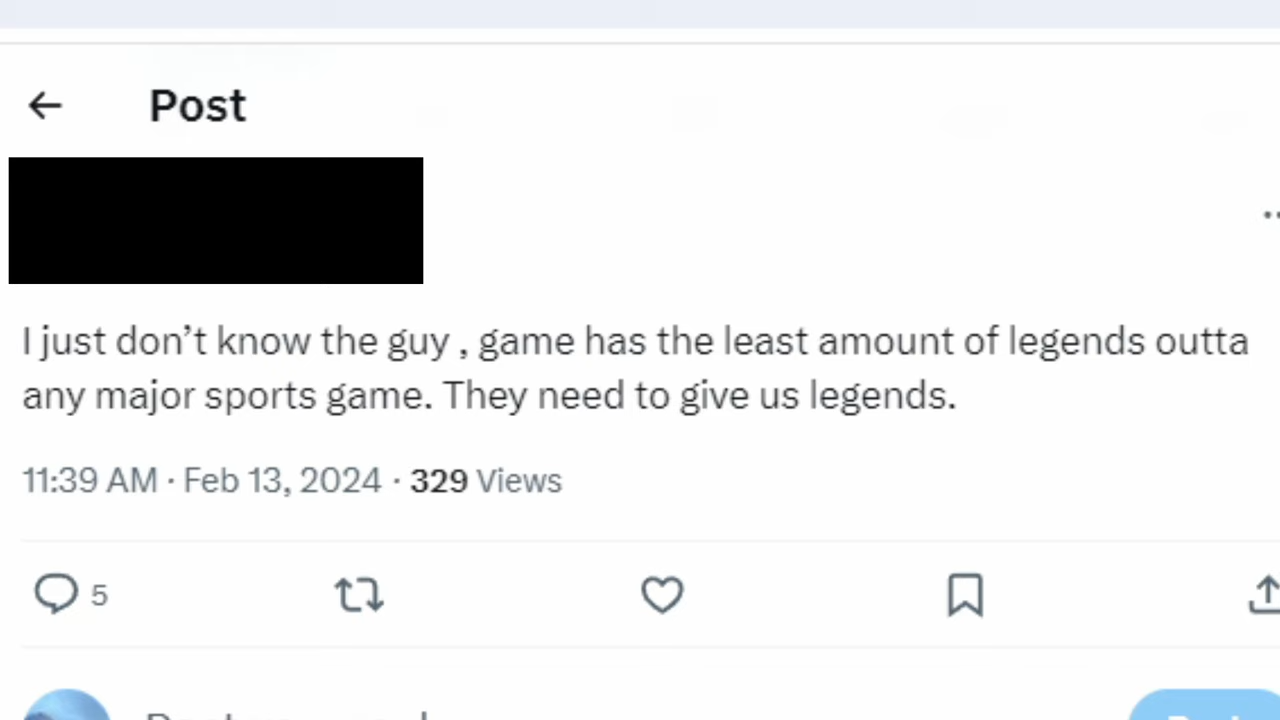 Post
I just don’t know the guy , game has the least amount of legends outta
any major sports game. They need to give us legends.
11:39 AM · Feb 13, 2024 · 329 Views
5